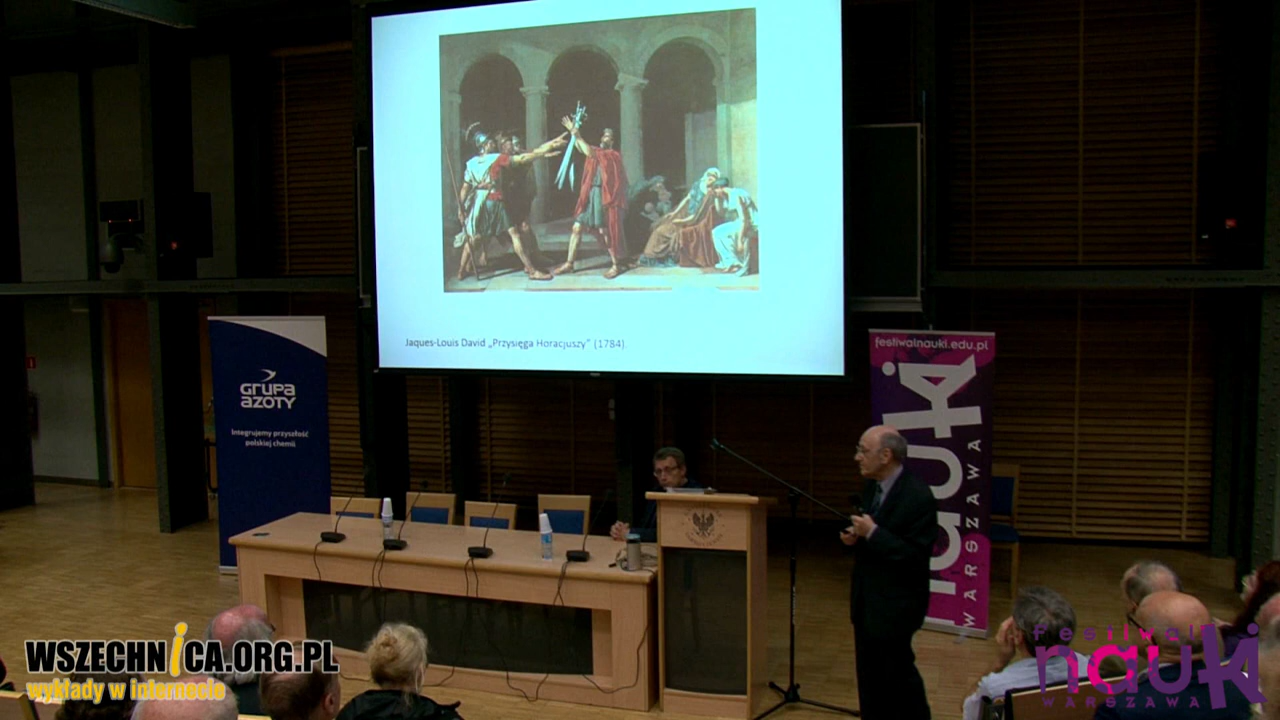 Jaques-Louis David „Przysięga Horacjuszy” (1784).
GRUPA
AZOTY
Integrujemy przyszłość
polskiej chemii
festiwalnauki.edu.pl
nauki
WARSZAWA
WSZECHNICA.ORG.PL
wykłady w internecie
festiwal
nauki
WARSZAWA